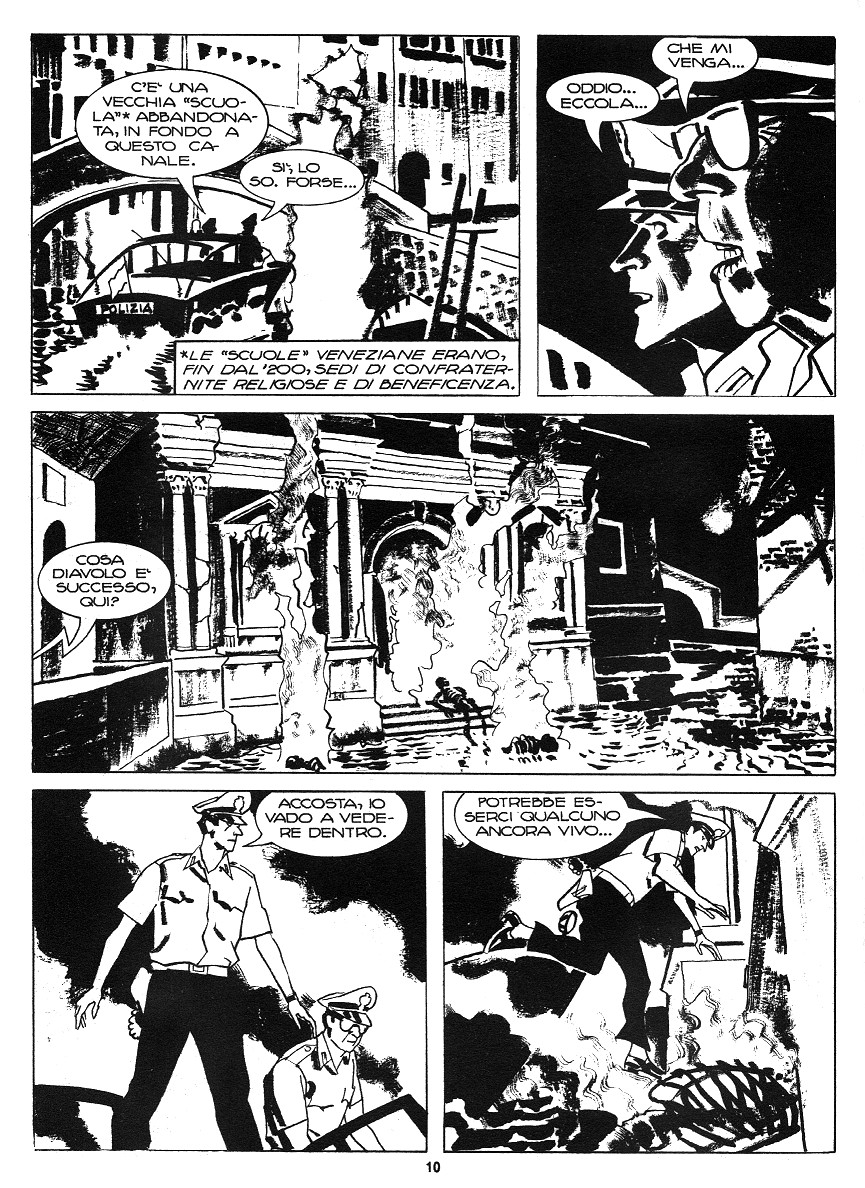 C'E' UNA
VECCHIA "SCUO-
LA"* ABBANDONA-
TA, IN FONDO A
QUESTO CA-
NALE.
SI', LO
SO. FORSE...
POLIZIA
*LE "SCUOLE" VENEZIANE ERANO,
FIN DAL '200, SEDI DI CONFRATER-
NITE RELIGIOSE E DI BENEFICENZA.
ODDIO...
ECCOLA...
CHE MI
VENGA...
COSA
DIAVOLO E'
SUCCESSO,
QUI?
ACCOSTA, IO
VADO A VEDE-
RE DENTRO.
POTREBBE ES-
SERCI QUALCUNO
ANCORA VIVO...
10